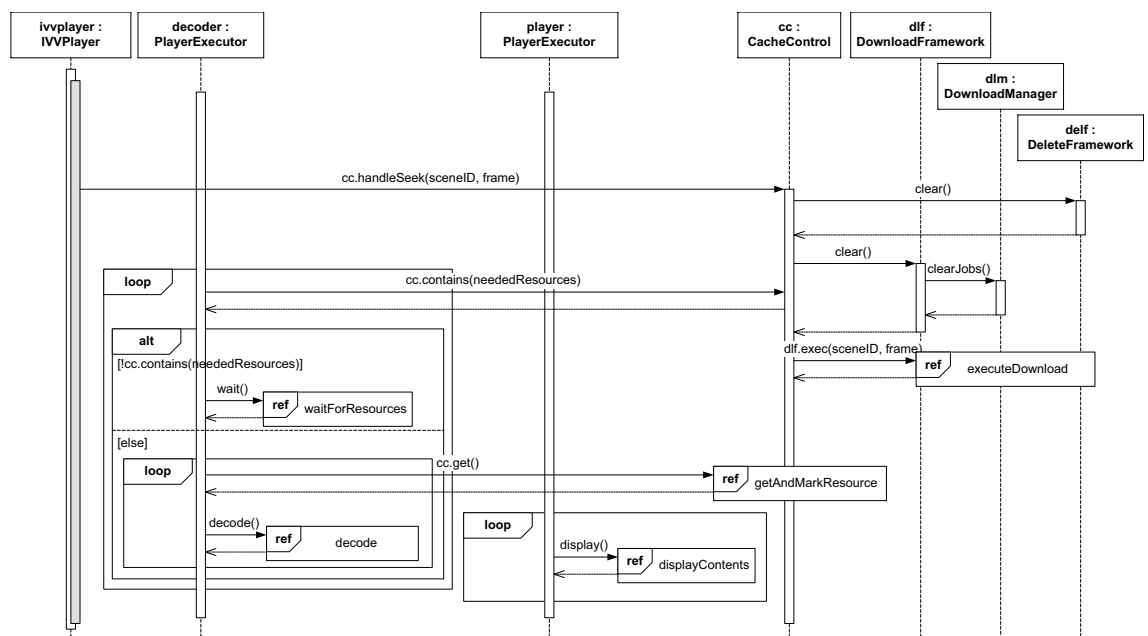 ivvplayer :
IVVPlayer
decoder :
PlayerExecutor
player :
PlayerExecutor
cc :
CacheControl
dlf :
DownloadFramework
dlm :
DownloadManager
delf :
DeleteFramework
cc.handleSeek(sceneID, frame)
clear()
clear()
clearJobs()
loop
cc.contains(neededResources)
alt
[!cc.contains(neededResources)]
dlf.exec(sceneID, frame)
ref
executeDownload
wait()
ref
waitForResources
[else]
loop
cc.get()
ref
getAndMarkResource
decode()
ref
decode
loop
display()
ref
displayContents